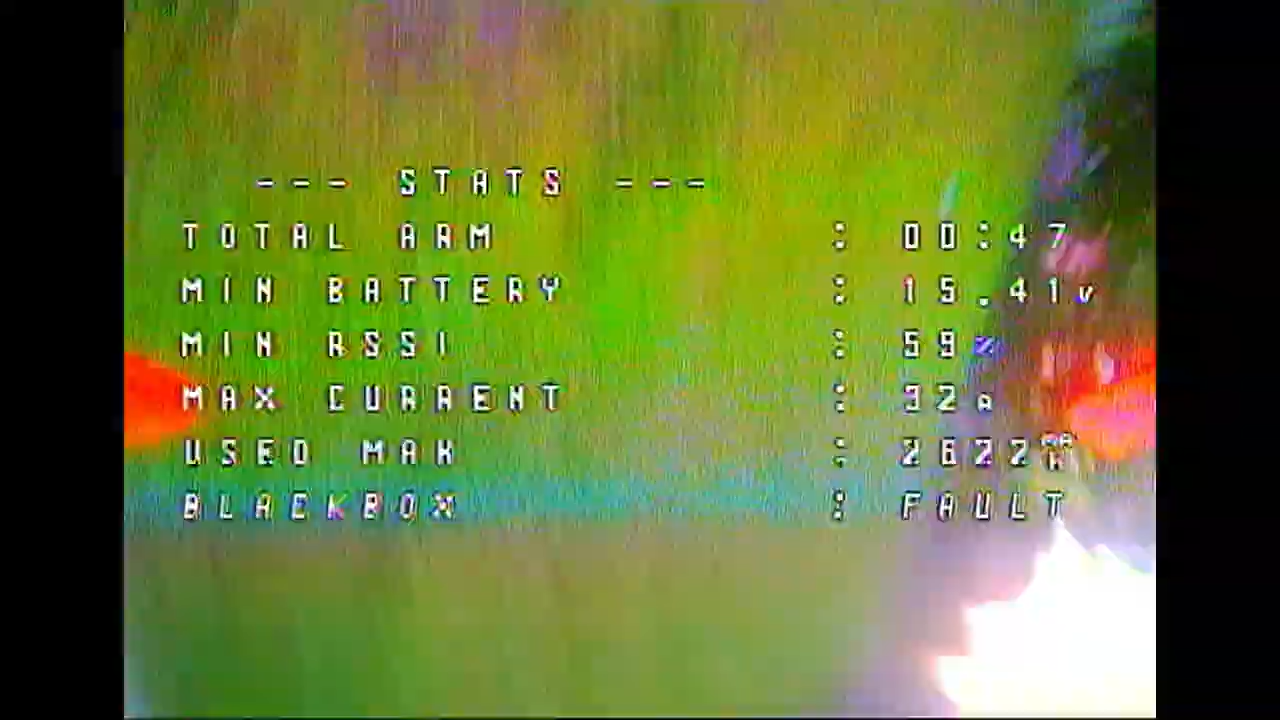 --- STATS ---
TOTAL ARM : 00:47
MIN BATTERY : 15.41V
MIN RSSI : 59%
MAX CURRENT : 32A
USED MAH : 2622MAH
BLACKBOX : FAULT